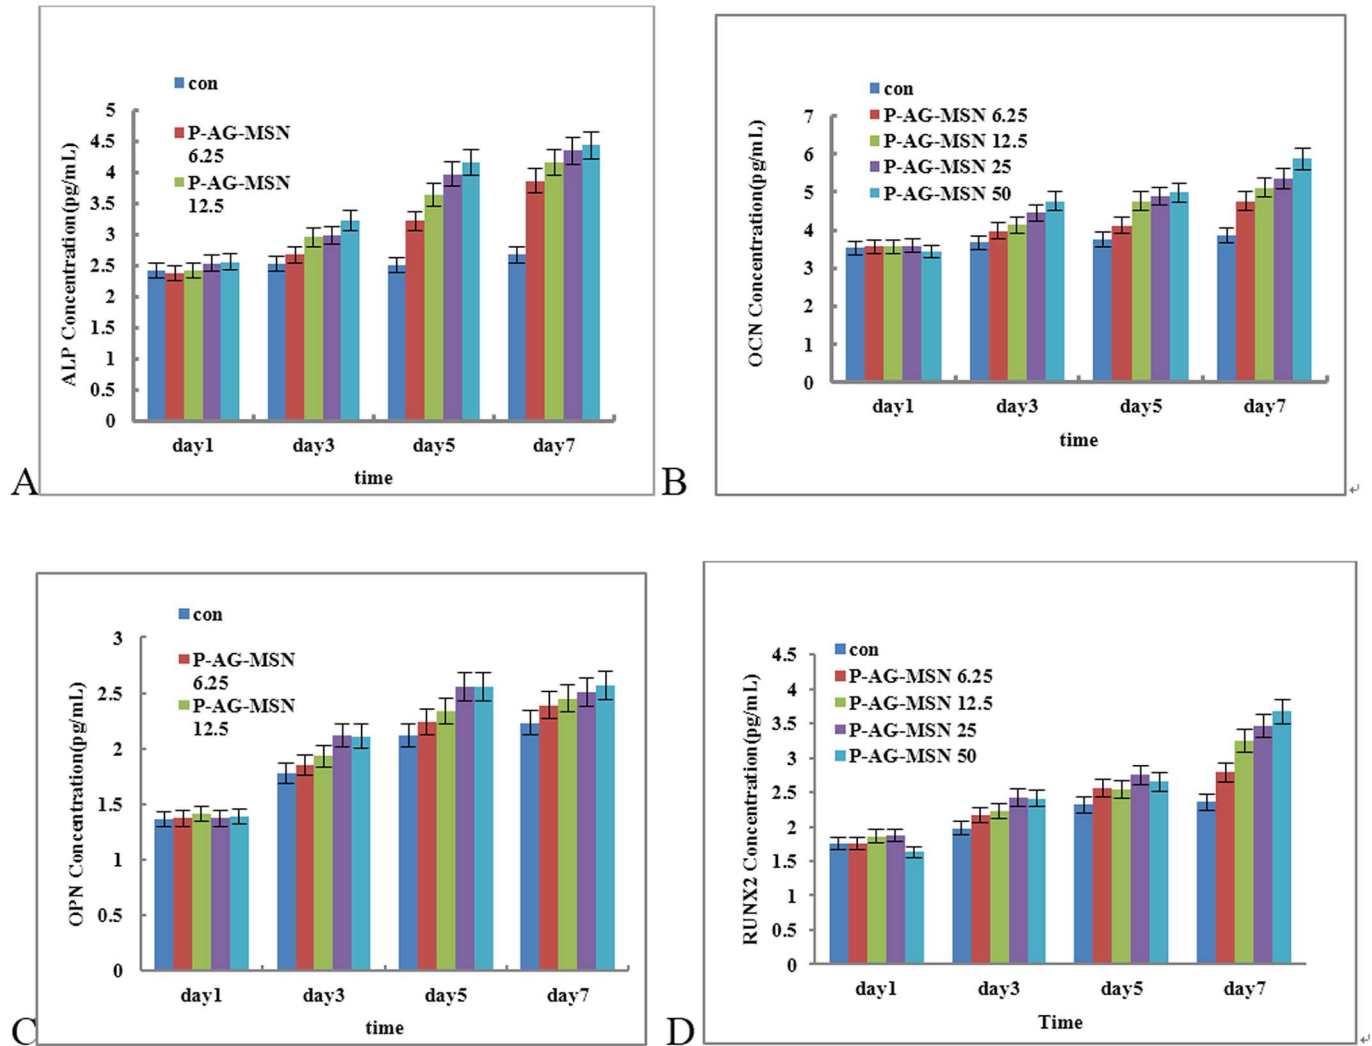 con
P-AG-MSN
6.25
P-AG-MSN
12.5
ALP Concentration(pg/mL)
5
4.5
4
3.5
3
2.5
2
1.5
1
0.5
0
day1 day3 day5 day7
time
A
con
P-AG-MSN 6.25
P-AG-MSN 12.5
P-AG-MSN 25
P-AG-MSN 50
OCN Concentration(pg/mL)
7
6
5
4
3
2
1
0
day1 day3 day5 day7
time
B
con
P-AG-MSN
6.25
P-AG-MSN
12.5
OPN Concentration(pg/mL)
3
2.5
2
1.5
1
0.5
0
day1 day3 day5 day7
time
C
con
P-AG-MSN 6.25
P-AG-MSN 12.5
P-AG-MSN 25
P-AG-MSN 50
RUNX2 Concentration(pg/mL)
4.5
4
3.5
3
2.5
2
1.5
1
0.5
0
day1 day3 day5 day7
Time
D